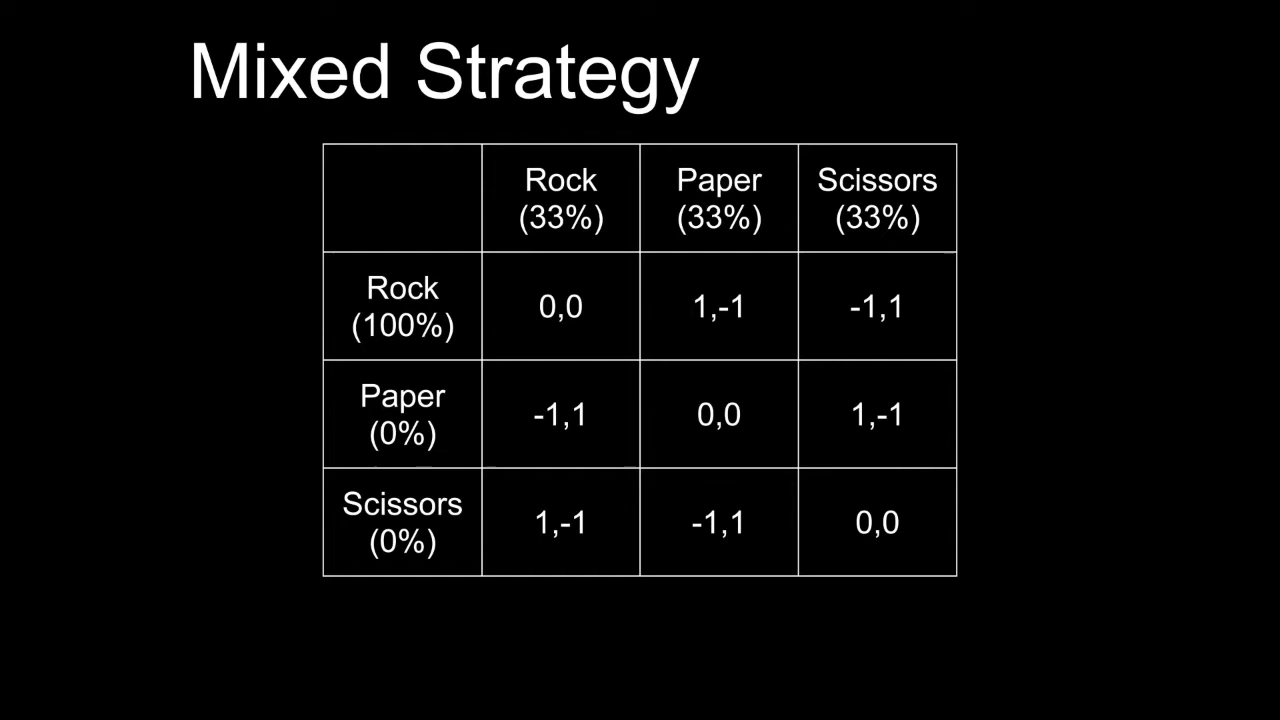 Mixed Strategy
Rock Paper Scissors
(33%) (33%) (33%)
Rock
(100%) 0,0 1,-1 -1,1
Paper
(0%) -1,1 0,0 1,-1
Scissors
(0%) 1,-1 -1,1 0,0